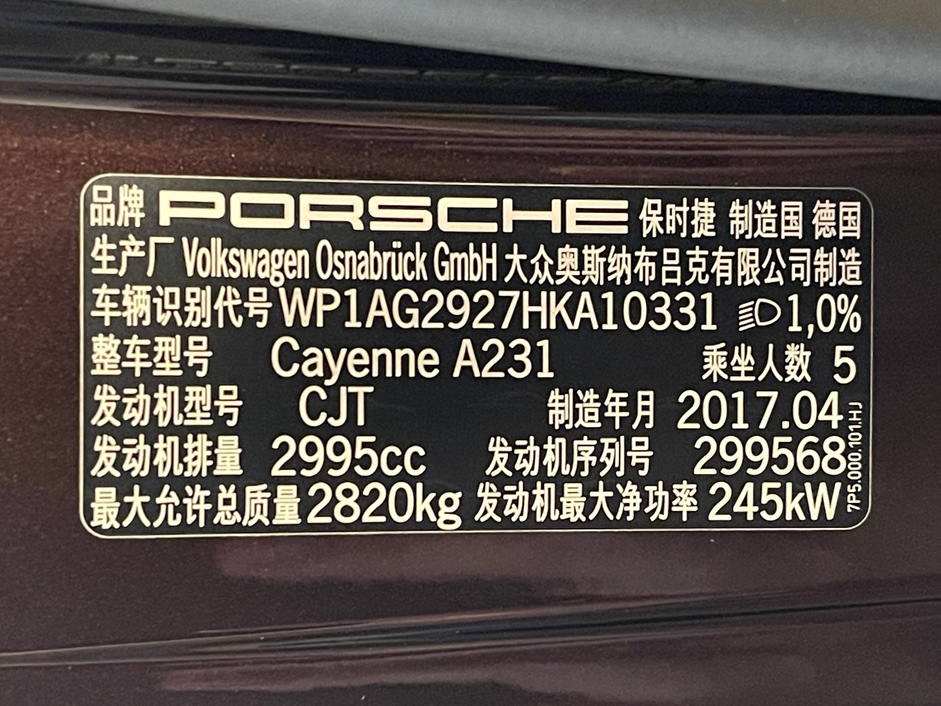 品牌 PORSCHE 保时捷 制造国 德国
生产厂 Volkswagen Osnabrück GmbH 大众奥斯纳布吕克有限公司制造
车辆识别代号 WP1AG2927HKA10331 1,0%
整车型号 Cayenne A231 乘坐人数 5
发动机型号 CJT 制造年月 2017.04
发动机排量 2995cc 发动机序列号 299568
最大允许总质量 2820kg 发动机最大净功率 245kW
7P5.000.101.HJ